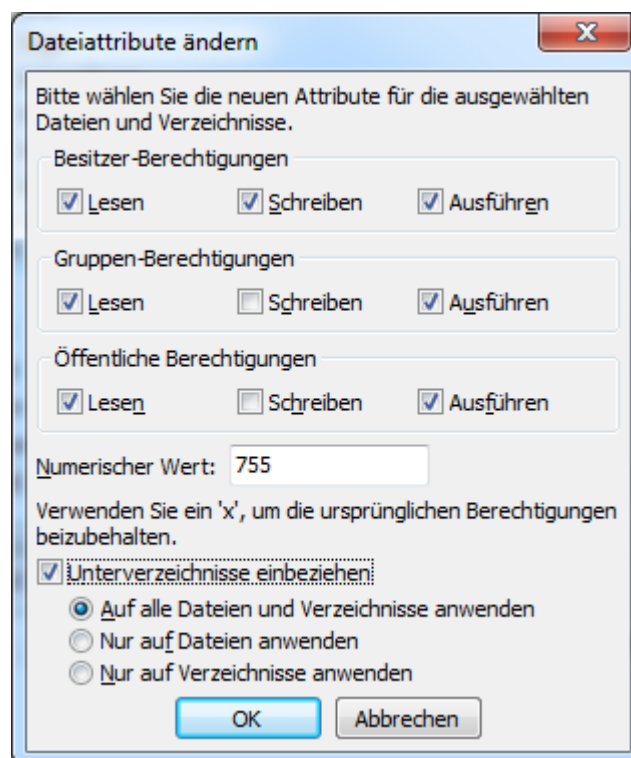 Dateiattribute ändern
Bitte wählen Sie die neuen Attribute für die ausgewählten
Dateien und Verzeichnisse.
Besitzer-Berechtigungen
Lesen Schreiben Ausführen
Gruppen-Berechtigungen
Lesen Schreiben Ausführen
Öffentliche Berechtigungen
Lesen Schreiben Ausführen
Numerischer Wert: 755
Verwenden Sie ein 'x', um die ursprünglichen Berechtigungen
beizubehalten.
Unterverzeichnisse einbeziehen
Auf alle Dateien und Verzeichnisse anwenden
Nur auf Dateien anwenden
Nur auf Verzeichnisse anwenden
OK Abbrechen